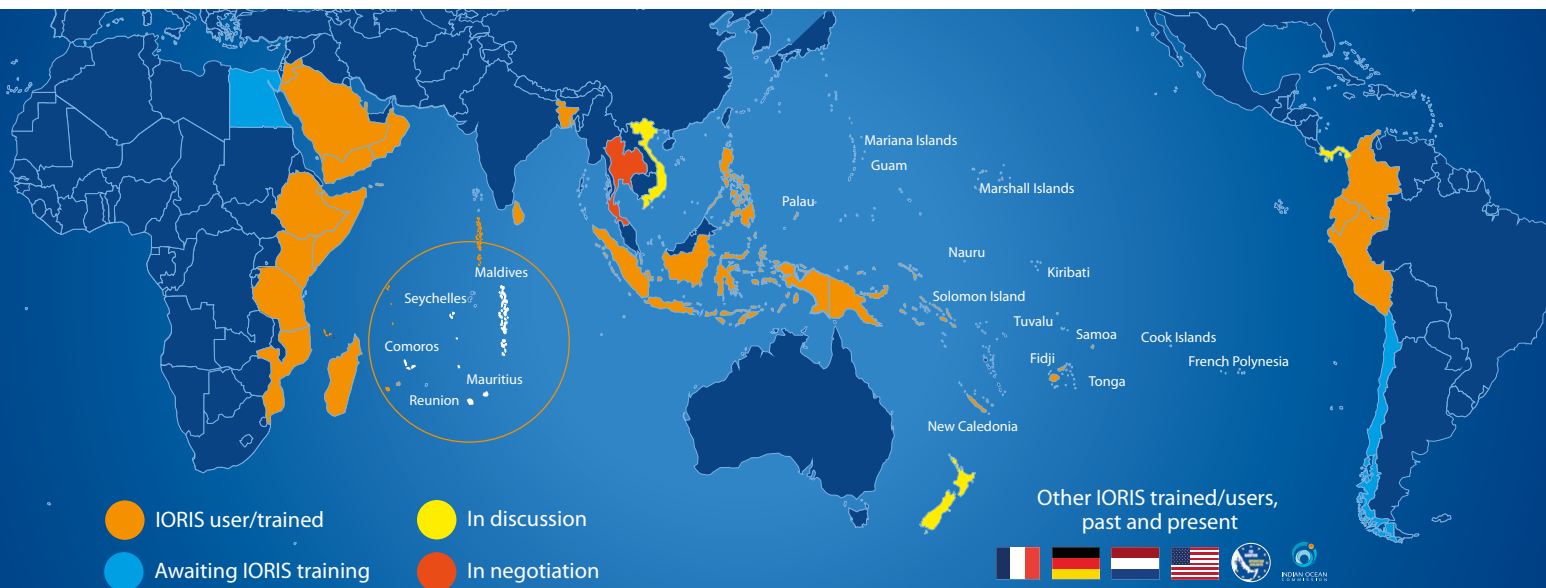 Mariana Islands
Guam
Marshall Islands
Palau
Nauru
Kiribati
Maldives
Seychelles
Solomon Island
Tuvalu
Samoa
Cook Islands
Comoros
Fidji
French Polynesia
Mauritius
Tonga
Reunion
New Caledonia
IORIS user/trained
In discussion
Awaiting IORIS training
In negotiation
Other IORIS trained/users,
past and present
INDIAN OCEAN
COMMISSION